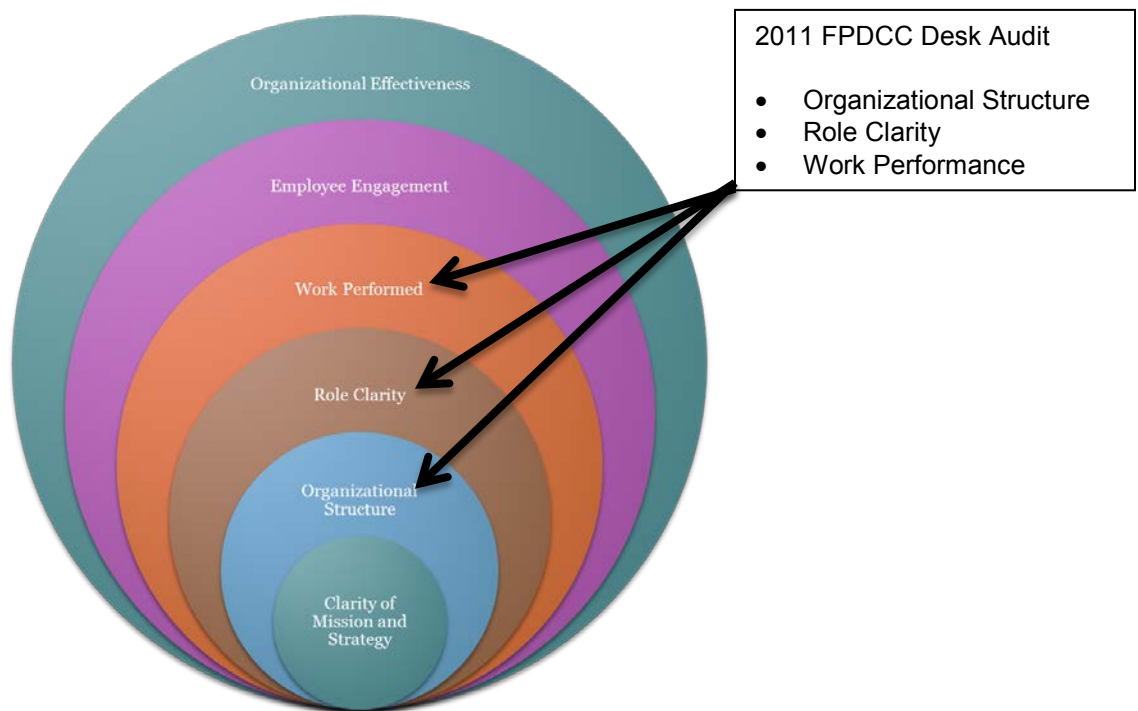 2011 FPDCC Desk Audit
• Organizational Structure
• Role Clarity
• Work Performance
Organizational Effectiveness
Employee Engagement
Work Performed
Role Clarity
Organizational
Structure
Clarity of
Mission and
Strategy